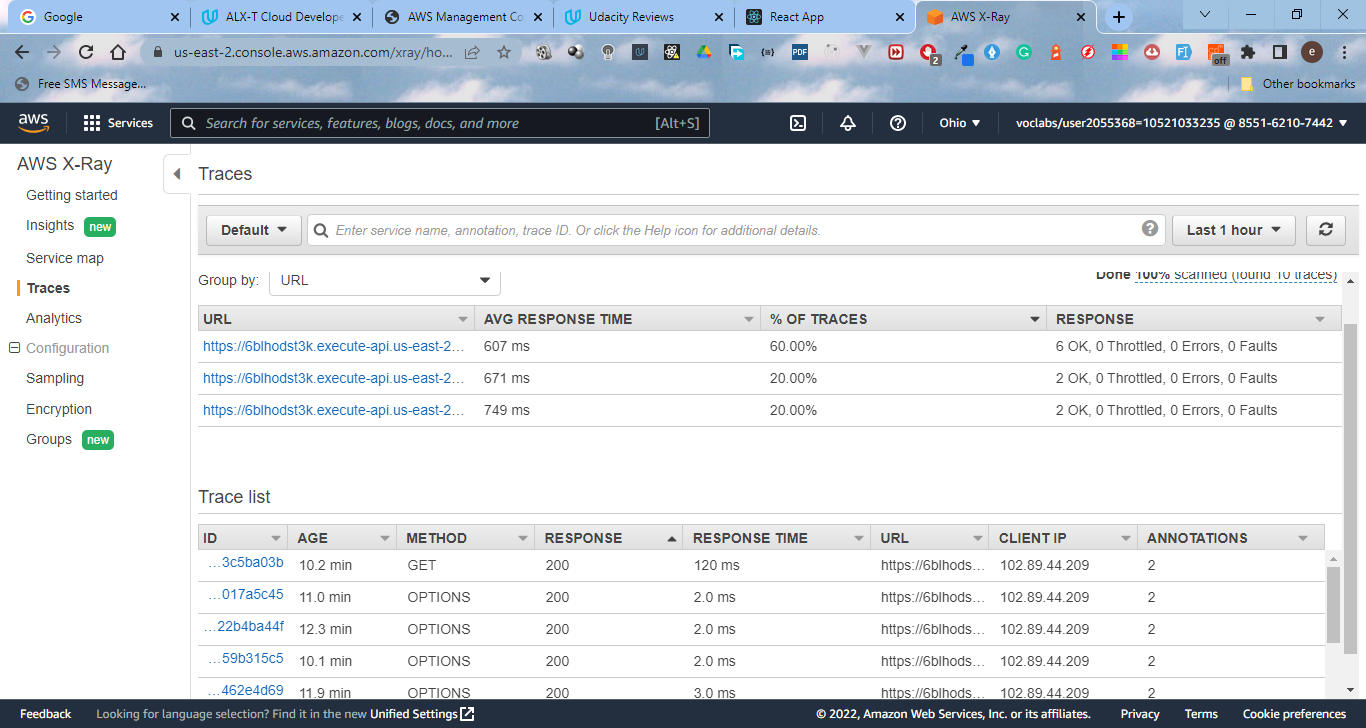 Google
ALX-T Cloud Develope
AWS Management Co
Udacity Reviews
React App
AWS X-Ray
us-east-2.console.aws.amazon.com/xray/ho...
2
off
e
Free SMS Message...
Other bookmarks
aws
Services
Search for services, features, blogs, docs, and more
[Alt+S]
Ohio
voclabs/user2055368=10521033235 @ 8551-6210-7442
AWS X-Ray
Getting started
Insights new
Service map
Traces
Analytics
Configuration
Sampling
Encryption
Groups new
Traces
Default
Enter service name, annotation, trace ID. Or click the Help icon for additional details.
Last 1 hour
Group by: URL
Done 100% scanned (found 10 traces)
URL AVG RESPONSE TIME % OF TRACES RESPONSE
https://6blhodst3k.execute-api.us-east-2... 607 ms 60.00% 6 OK, 0 Throttled, 0 Errors, 0 Faults
https://6blhodst3k.execute-api.us-east-2... 671 ms 20.00% 2 OK, 0 Throttled, 0 Errors, 0 Faults
https://6blhodst3k.execute-api.us-east-2... 749 ms 20.00% 2 OK, 0 Throttled, 0 Errors, 0 Faults
Trace list
ID AGE METHOD RESPONSE RESPONSE TIME URL CLIENT IP ANNOTATIONS
...3c5ba03b 10.2 min GET 200 120 ms https://6blhods... 102.89.44.209 2
...017a5c45 11.0 min OPTIONS 200 2.0 ms https://6blhods... 102.89.44.209 2
...22b4ba44f 12.3 min OPTIONS 200 2.0 ms https://6blhods... 102.89.44.209 2
...59b315c5 10.1 min OPTIONS 200 2.0 ms https://6blhods... 102.89.44.209 2
...462e4d69 11.9 min OPTIONS 200 3.0 ms https://6blhods... 102.89.44.209 2
Feedback
Looking for language selection? Find it in the new Unified Settings
© 2022, Amazon Web Services, Inc. or its affiliates.
Privacy
Terms
Cookie preferences